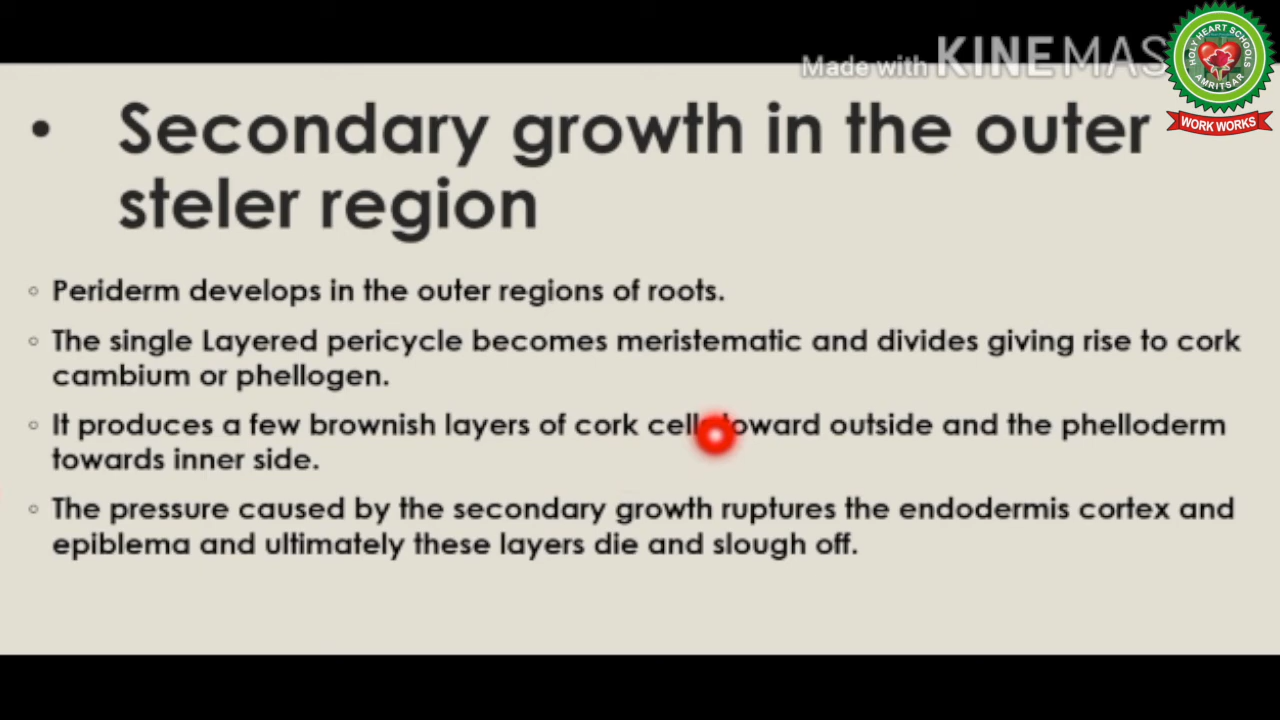 Made with KINEMAS
HOLY HEART SCHOOLS
AMRITSAR
WORK WORKS
• Secondary growth in the outer
steler region
◦ Periderm develops in the outer regions of roots.
◦ The single Layered pericycle becomes meristematic and divides giving rise to cork
cambium or phellogen.
◦ It produces a few brownish layers of cork cells toward outside and the phelloderm
towards inner side.
◦ The pressure caused by the secondary growth ruptures the endodermis cortex and
epiblema and ultimately these layers die and slough off.